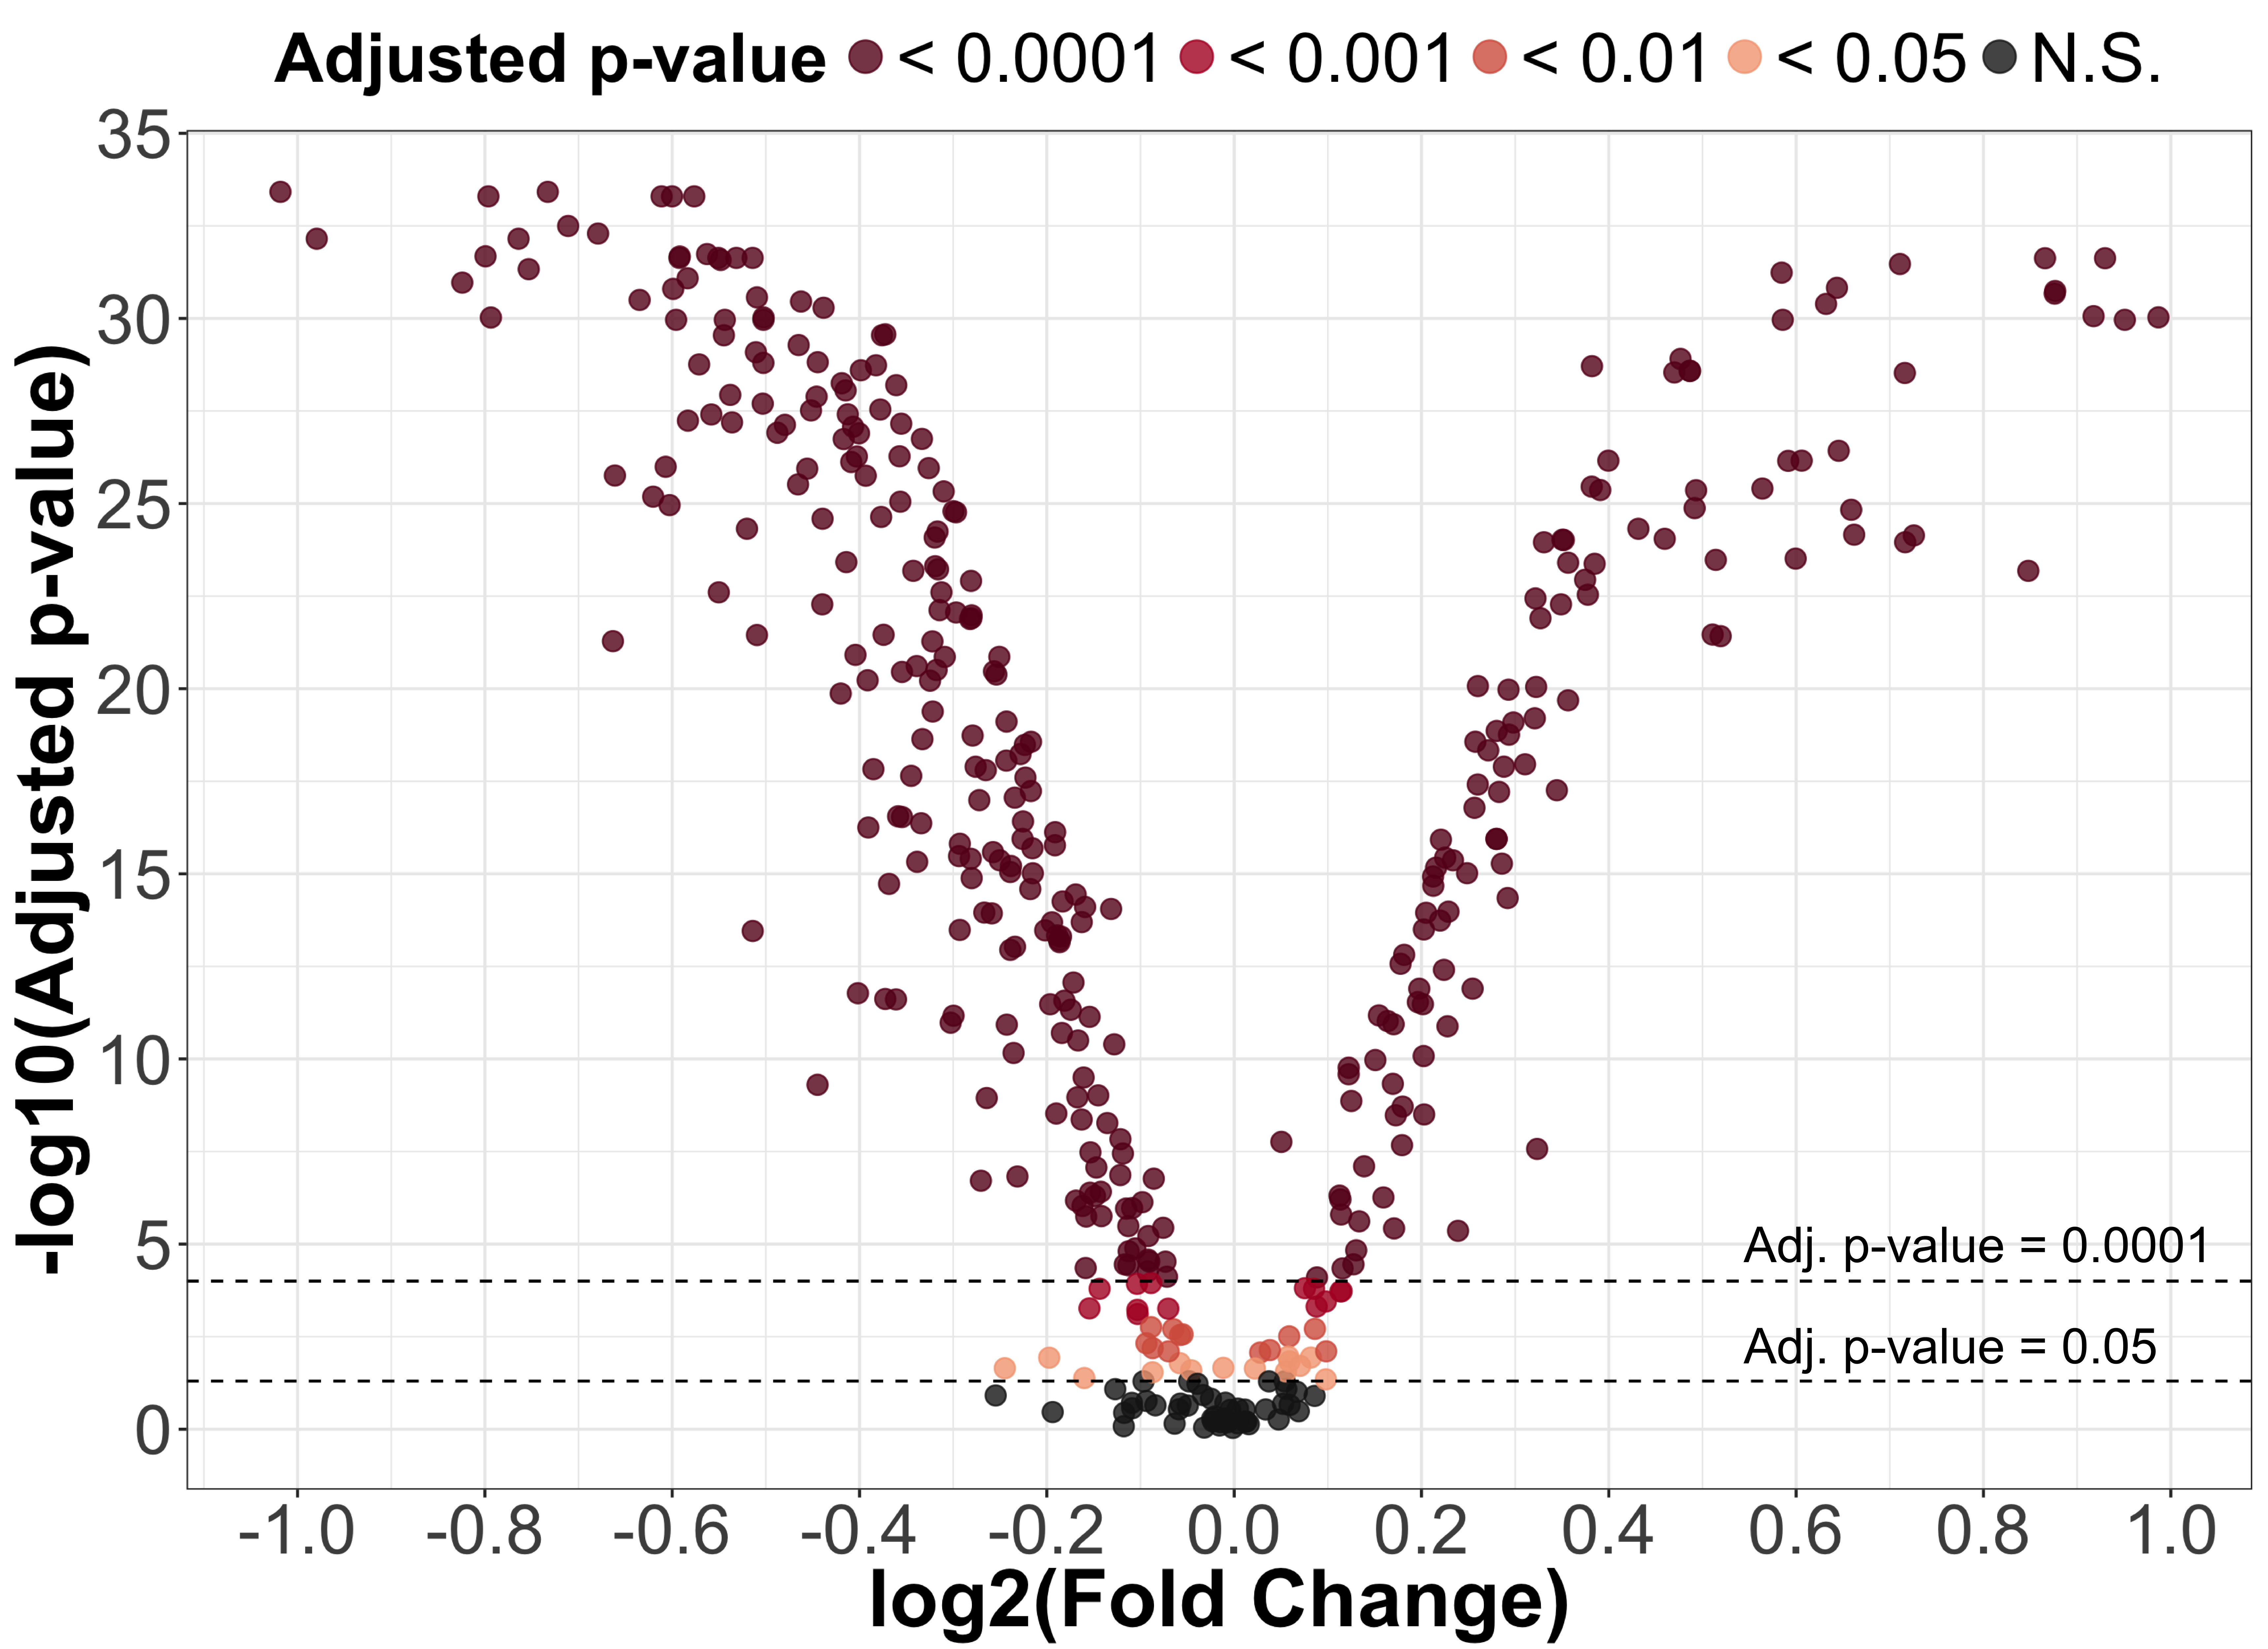 Adjusted p-value < 0.0001 < 0.001 < 0.01 < 0.05 N.S.
35
30
25
20
15
10
5
0
-log10(Adjusted p-value)
Adj. p-value = 0.0001
Adj. p-value = 0.05
-1.0 -0.8 -0.6 -0.4 -0.2 0.0 0.2 0.4 0.6 0.8 1.0
log2(Fold Change)